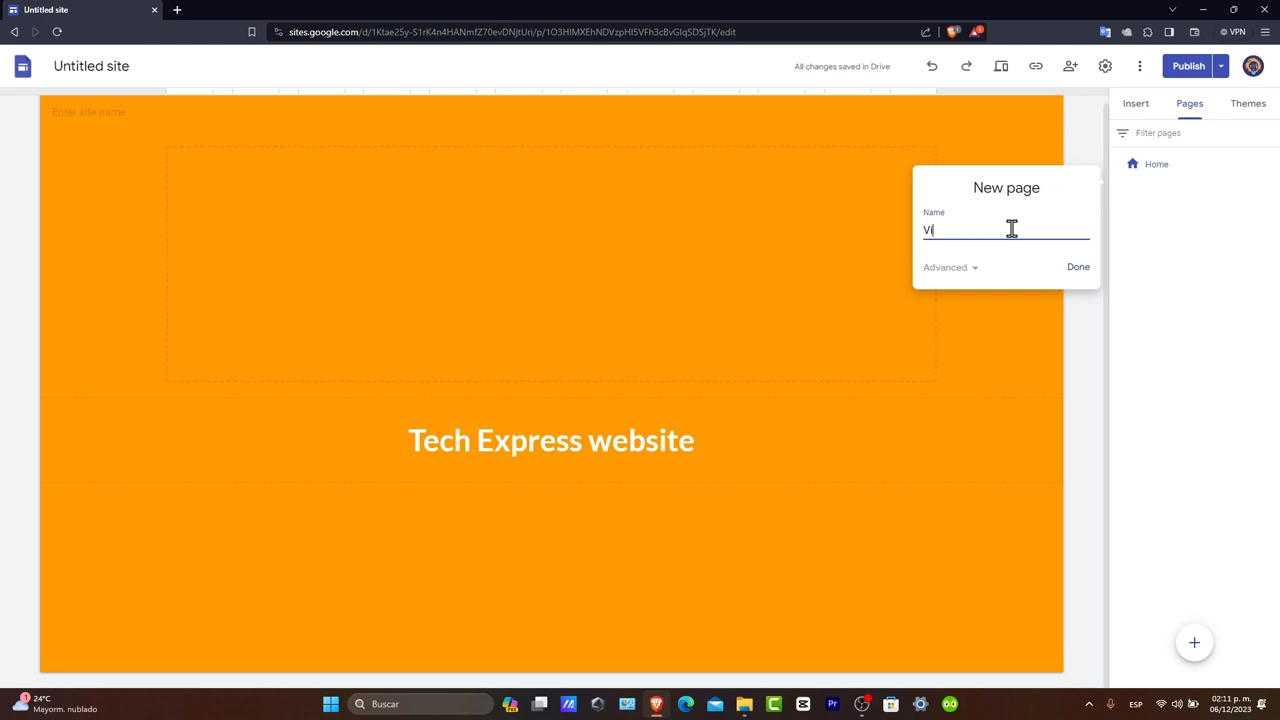 Untitled site
sites.google.com/d/1Ktae25y-S1rK4n4HANmfZ70evDNjtUri/p/1O3HIMXEhNDVzpHI5VFh3cBvGlqSDSjTK/edit
VPN
Untitled site
All changes saved in Drive
Publish
Insert
Pages
Themes
Enter site name
Filter pages
Home
New page
Name
Vi
Advanced
Done
Tech Express website
24°C
Mayorm. nublado
Buscar
ESP
02:11 p. m.
06/12/2023